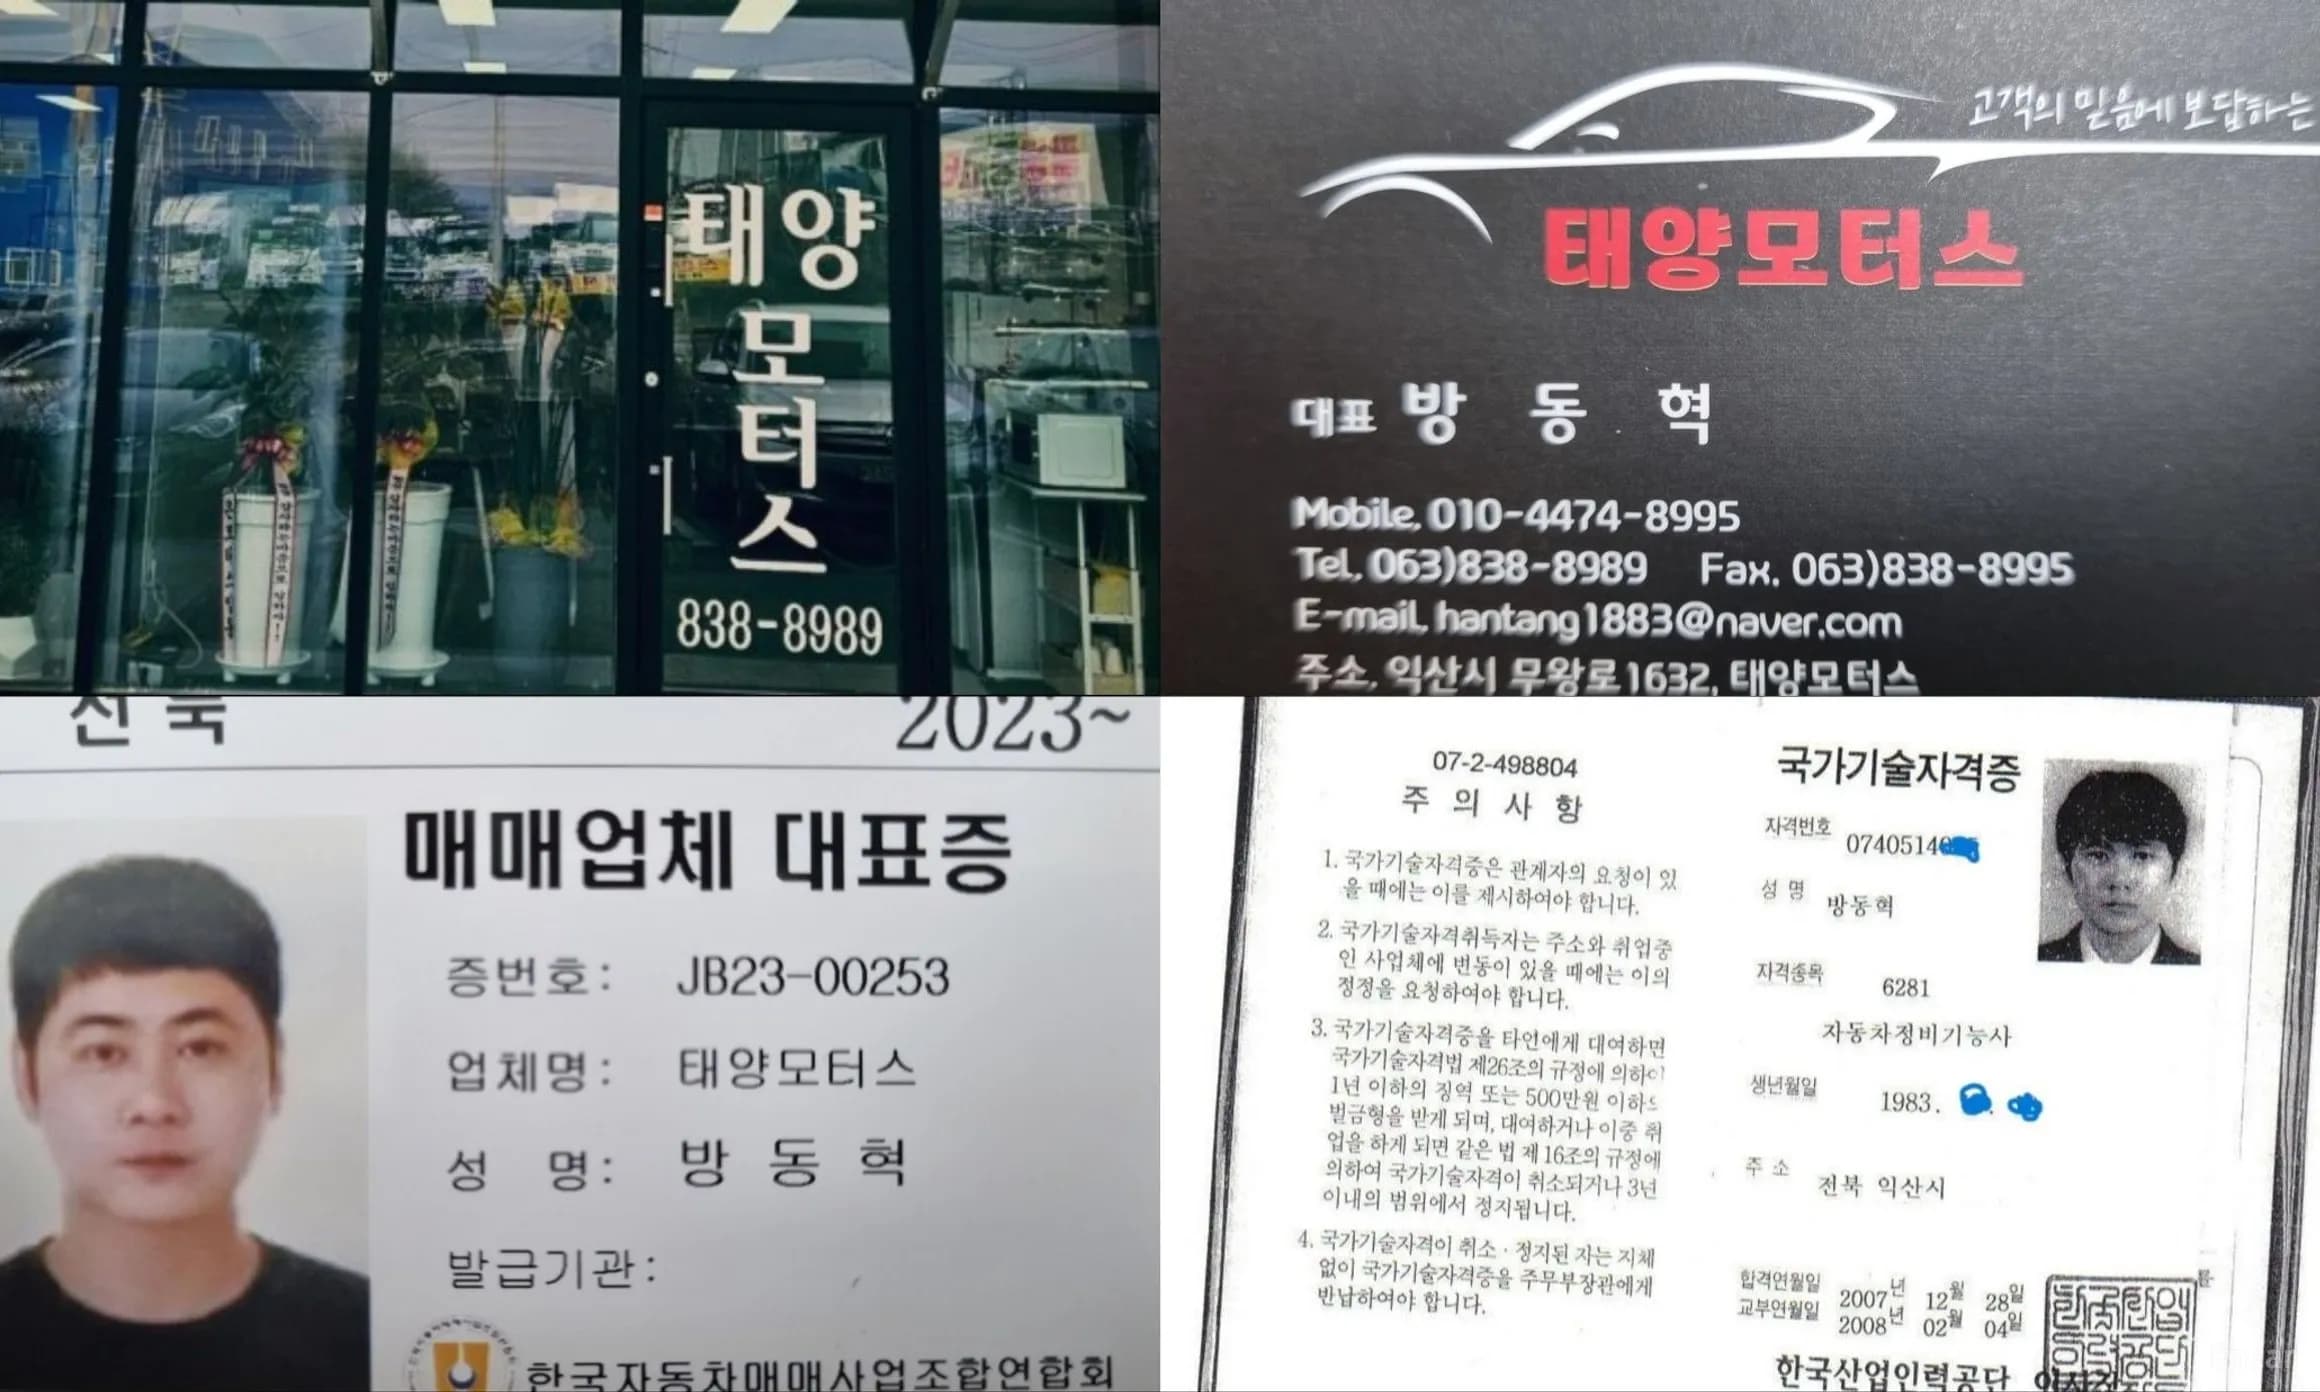 태양
모
터
스
838-8989
고객의 믿음에 보답하는
태양모터스
대표 방 동 혁
Mobile. 010-4474-8995
Tel. 063)838-8989 Fax. 063)838-8995
E-mail. hantang1883@naver.com
주소. 익산시 무왕로1632, 태양모터스
전 북
2023~
매매업체 대표증
증번호: JB23-00253
업체명: 태양모터스
성 명: 방 동 혁
발급기관:
한국자동차매매사업조합연합회
07-2-498804
주 의 사 항
1. 국가기술자격증은 관계자의 요청이 있
을 때에는 이를 제시하여야 합니다.
2. 국가기술자격취득자는 주소와 취업중
인 사업체에 변동이 있을 때에는 이의
정정을 요청하여야 합니다.
3. 국가기술자격증을 타인에게 대여하면
국가기술자격법 제26조의 규정에 의하여
1년 이하의 징역 또는 500만원 이하의
벌금형을 받게 되며, 대여하거나 이중 취
업을 하게 되면 같은 법 제16조의 규정에
의하여 국가기술자격이 취소되거나 3년
이내의 범위에서 정지됩니다.
4. 국가기술자격이 취소·정지된 자는 지체
없이 국가기술자격증을 주무부장관에게
반납하여야 합니다.
국가기술자격증
자격번호 0740514
성 명 방동혁
자격종목 6281
자동차정비기능사
생년월일 1983.
주 소 전북 익산시
합격연월일 2007년 12월 28일
교부연월일 2008년 02월 04일
한국산업인력공단